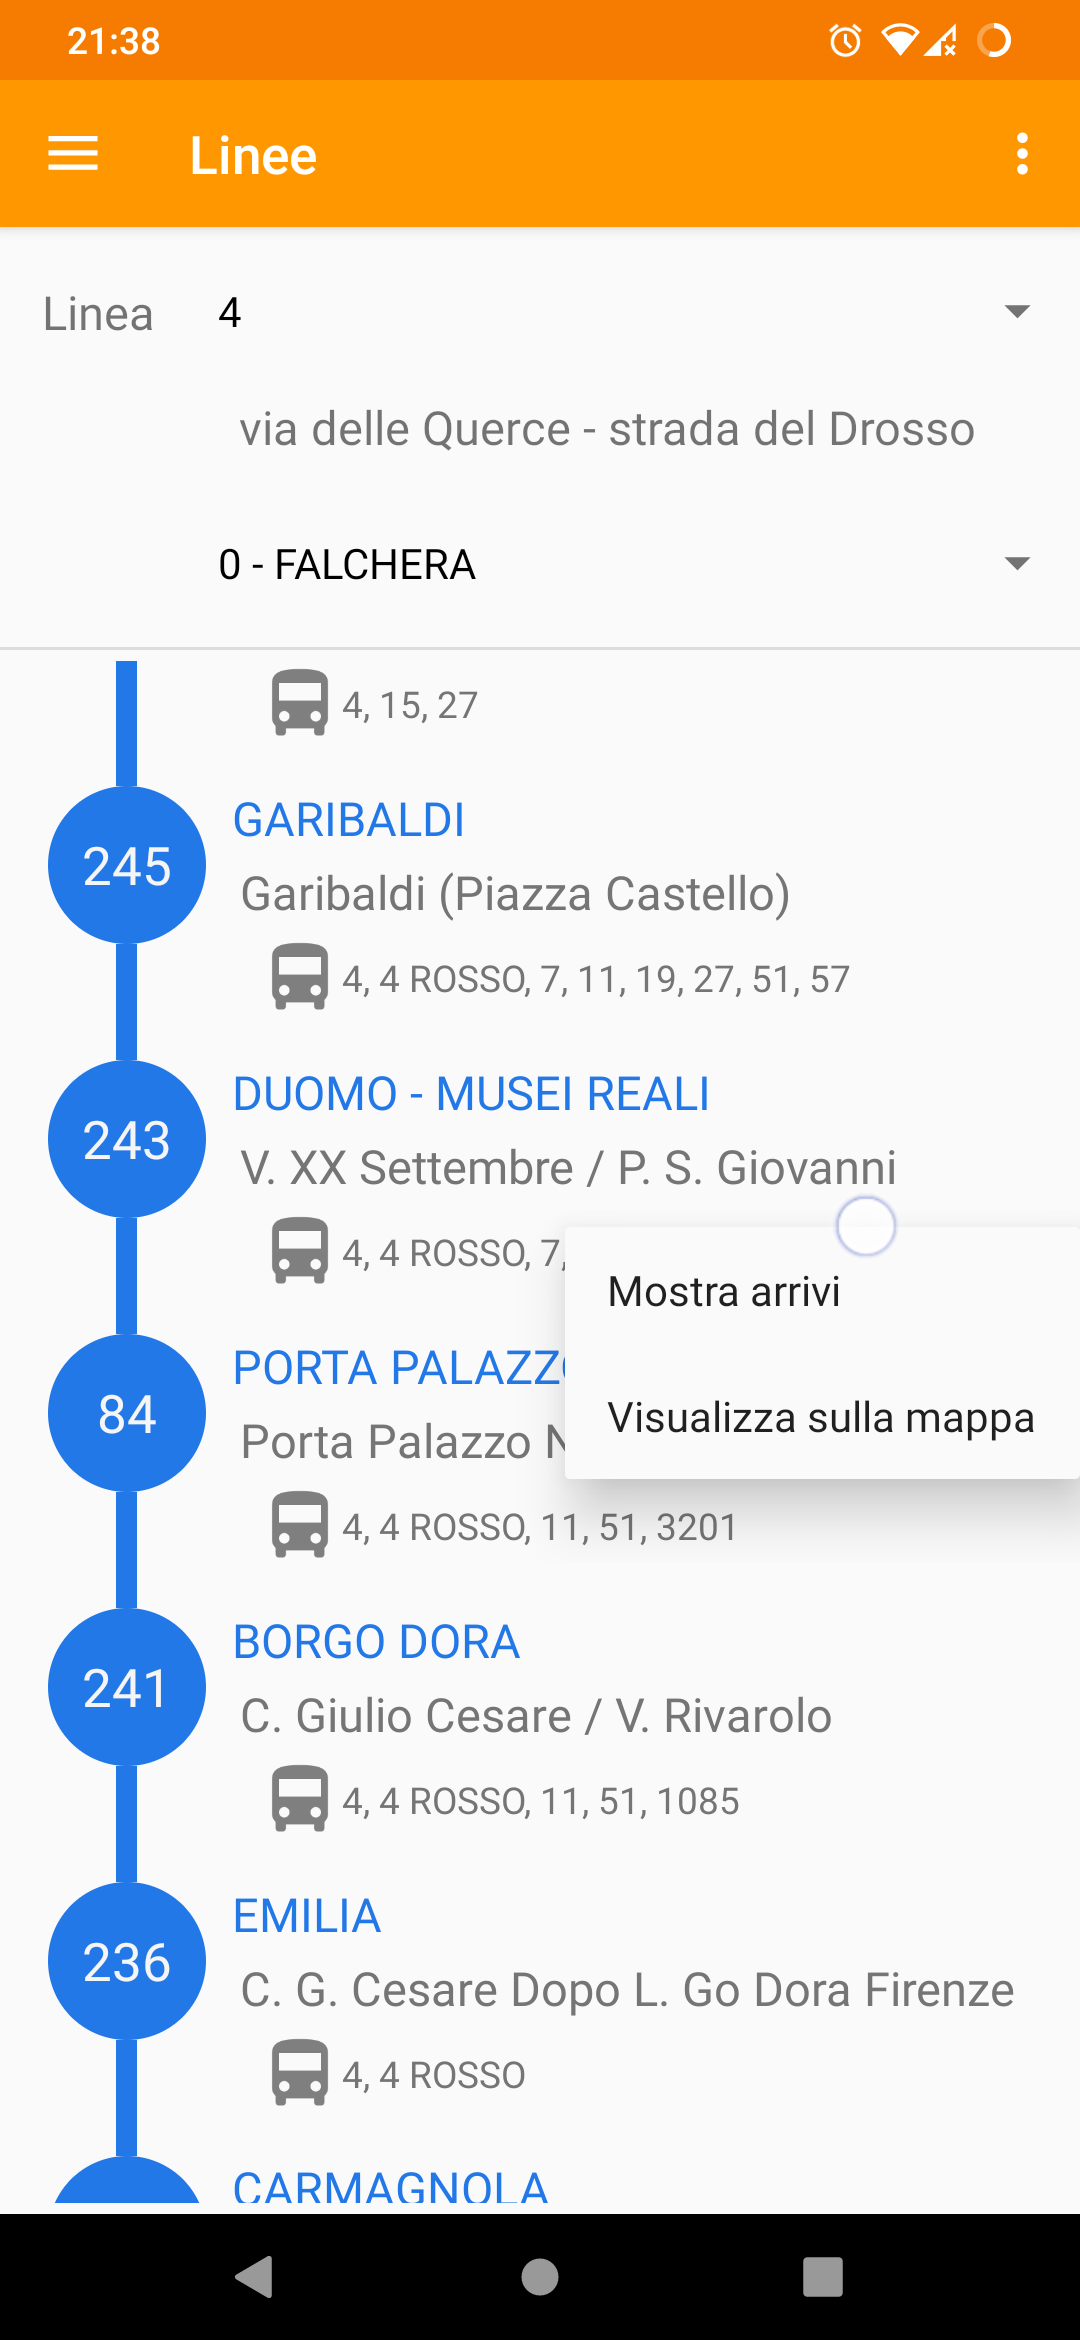 21:38
Linee
Linea 4
via delle Querce - strada del Drosso
0 - FALCHERA
4, 15, 27
GARIBALDI
245
Garibaldi (Piazza Castello)
4, 4 ROSSO, 7, 11, 19, 27, 51, 57
DUOMO - MUSEI REALI
243
V. XX Settembre / P. S. Giovanni
4, 4 ROSSO, 7,
Mostra arrivi
PORTA PALAZZO
84
Visualizza sulla mappa
Porta Palazzo N
4, 4 ROSSO, 11, 51, 3201
BORGO DORA
241
C. Giulio Cesare / V. Rivarolo
4, 4 ROSSO, 11, 51, 1085
EMILIA
236
C. G. Cesare Dopo L. Go Dora Firenze
4, 4 ROSSO
CARMAGNOLA